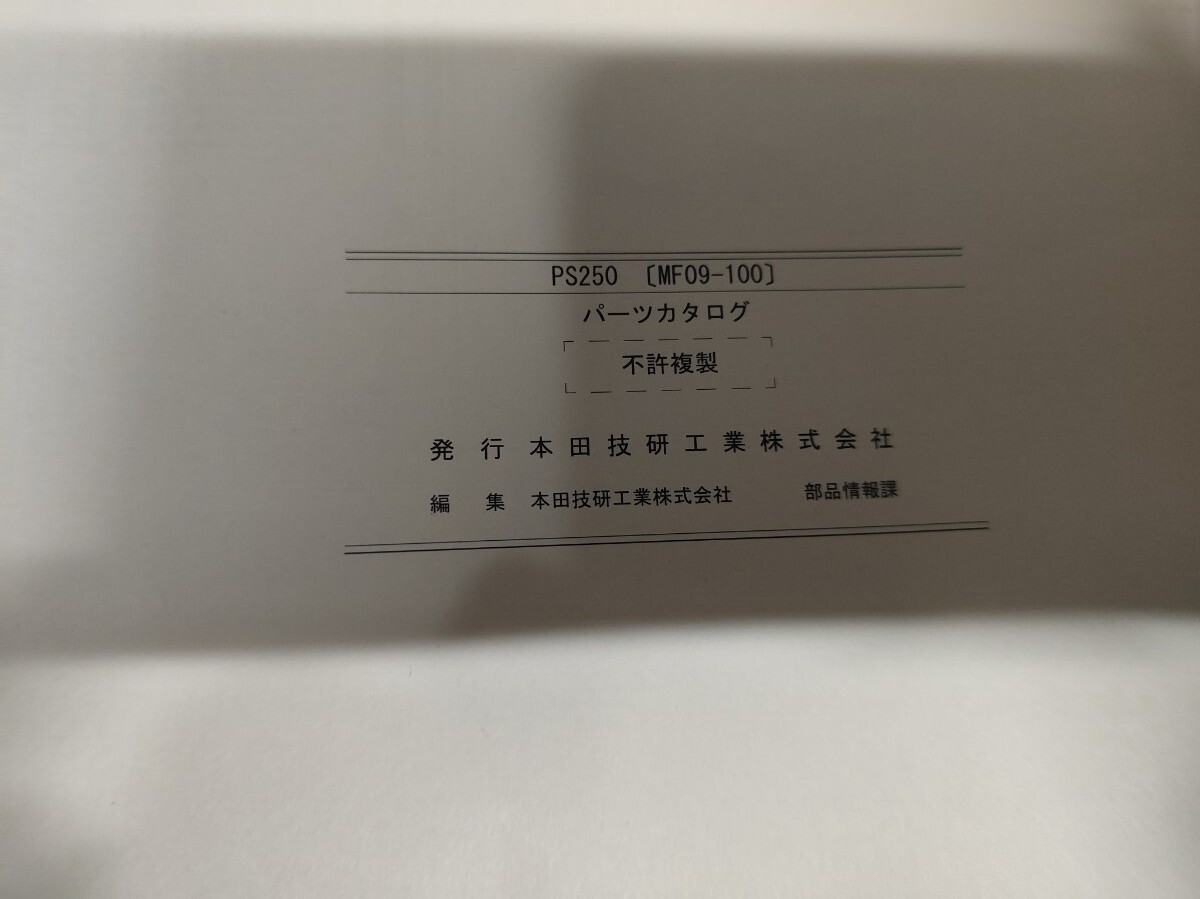 PS250 〔MF09-100〕
パーツカタログ
不許複製
発 行 本田技研工業株式会社
編 集 本田技研工業株式会社 部品情報課